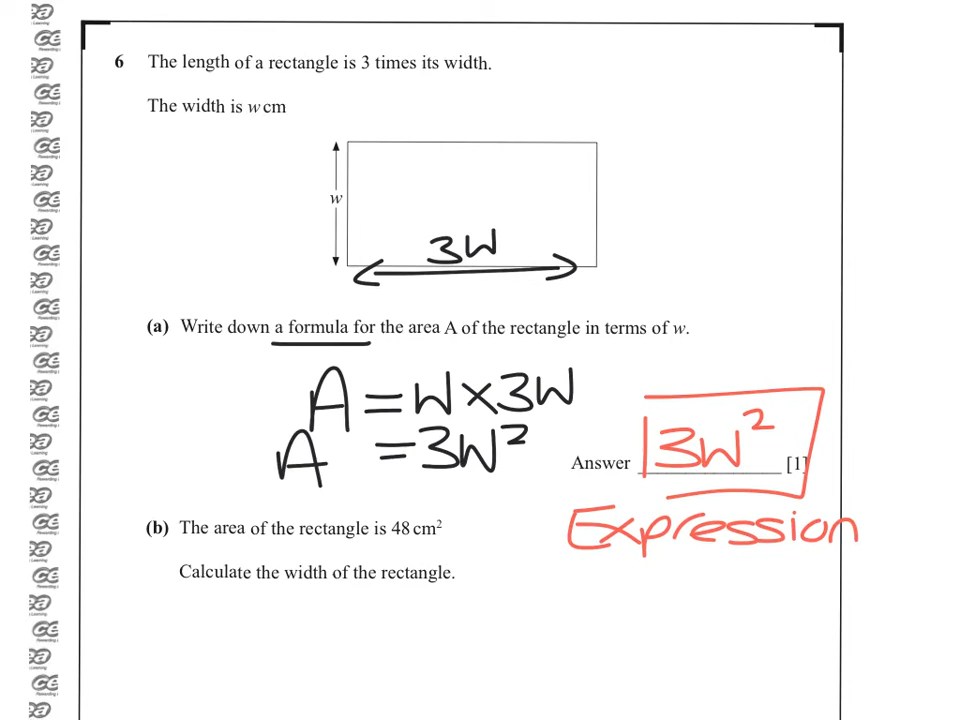 6 The length of a rectangle is 3 times its width.
The width is w cm
w
3W
(a) Write down a formula for the area A of the rectangle in terms of w.
A = W × 3W
A = 3W²
Answer 3W² [1]
Expression
(b) The area of the rectangle is 48 cm²
Calculate the width of the rectangle.